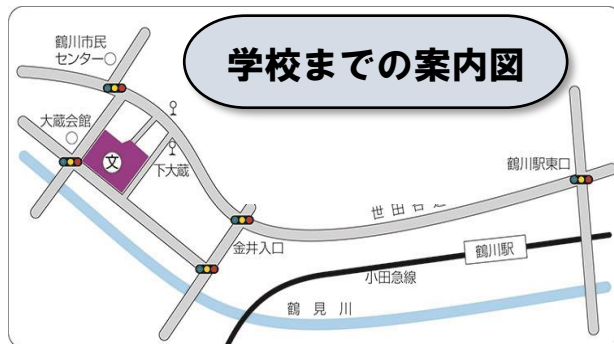 学校までの案内図
鶴川市民
センター
大蔵会館
文
下大蔵
鶴川駅東口
世田谷通
金井入口
鶴川駅
小田急線
鶴見川